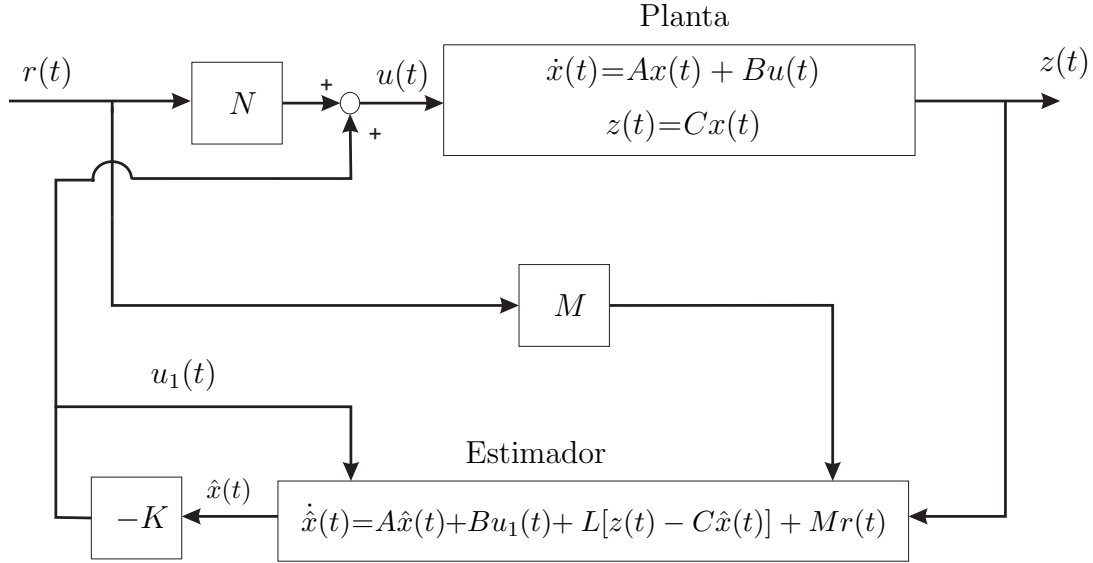 Planta
r(t)
N
+
+
u(t)
ẋ(t)=Ax(t) + Bu(t)
z(t)=Cx(t)
z(t)
M
u₁(t)
Estimador
−K
x̂(t)
x̂̇(t)=Ax̂(t)+Bu₁(t)+ L[z(t) − Cx̂(t)] + Mr(t)